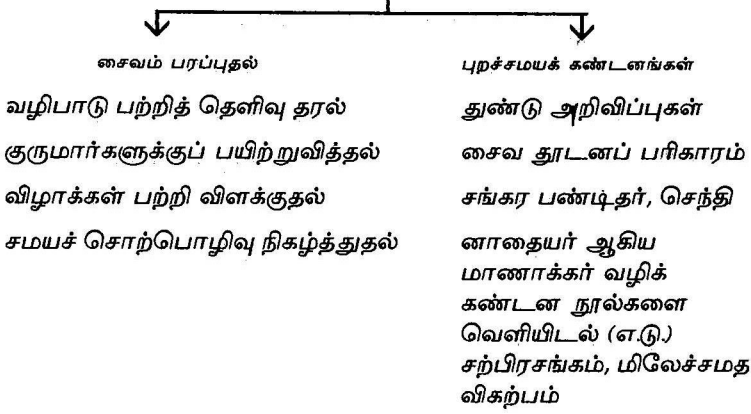 சைவம் பரப்புதல்
வழிபாடு பற்றித் தெளிவு தரல்
குருமார்களுக்குப் பயிற்றுவித்தல்
விழாக்கள் பற்றி விளக்குதல்
சமயச் சொற்பொழிவு நிகழ்த்துதல்
புறச்சமயக் கண்டனங்கள்
துண்டு அறிவிப்புகள்
சைவ தூடனப் பரிகாரம்
சங்கர பண்டிதர், செந்தி
னாதையர் ஆகிய
மாணாக்கர் வழிக்
கண்டன நூல்களை
வெளியிடல் (எ.டு.)
சற்பிரசங்கம், மிலேச்சமத
விகற்பம்